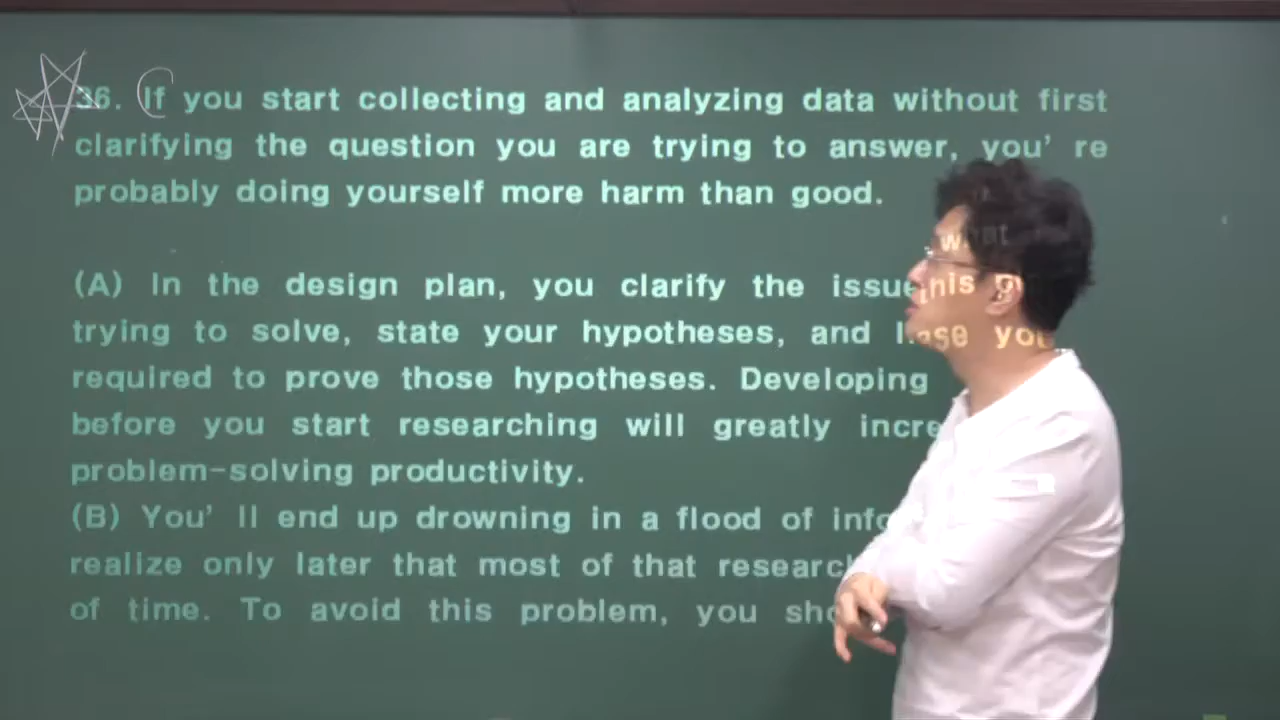 36. If you start collecting and analyzing data without first
clarifying the question you are trying to answer, you' re
probably doing yourself more harm than good.
what
(A) In the design plan, you clarify the issue
trying to solve, state your hypotheses, and
required to prove those hypotheses. Developing
before you start researching will greatly
problem-solving productivity.
(B) You' ll end up drowning in a flood of
realize only later that most of that
of time. To avoid this problem, you